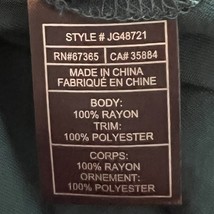 STYLE # JG48721
RN#67365 CA# 35884
MADE IN CHINA
FABRIQUÉ EN CHINE
BODY:
100% RAYON
TRIM:
100% POLYESTER
CORPS:
100% RAYON
ORNEMENT:
100% POLYESTER